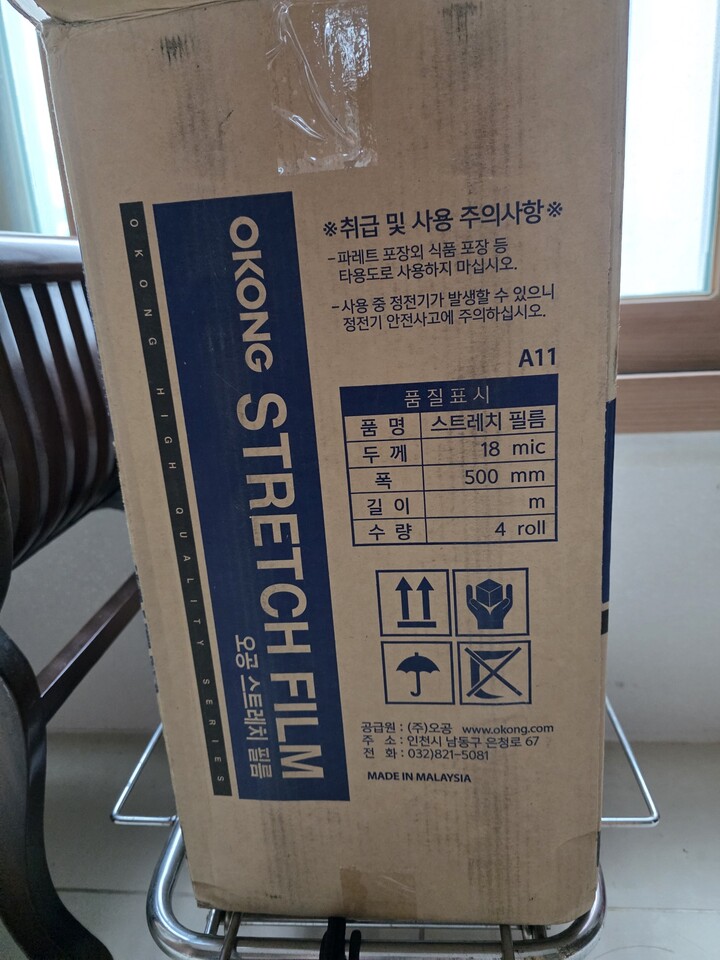 OKONG HIGH QUALITY SERIES
OKONG STRETCH FILM
오공 스트레치 필름
※취급 및 사용 주의사항※
-파레트 포장외 식품 포장 등
타용도로 사용하지 마십시오.
-사용 중 정전기가 발생할 수 있으니
정전기 안전사고에 주의하십시오.
A11
품질표시
품 명 스트레치 필름
두 께 18 mic
폭 500 mm
길 이 m
수 량 4 roll
공급원 : (주)오공 www.okong.com
주 소 : 인천시 남동구 은청로 67
전 화 : 032)821-5081
MADE IN MALAYSIA